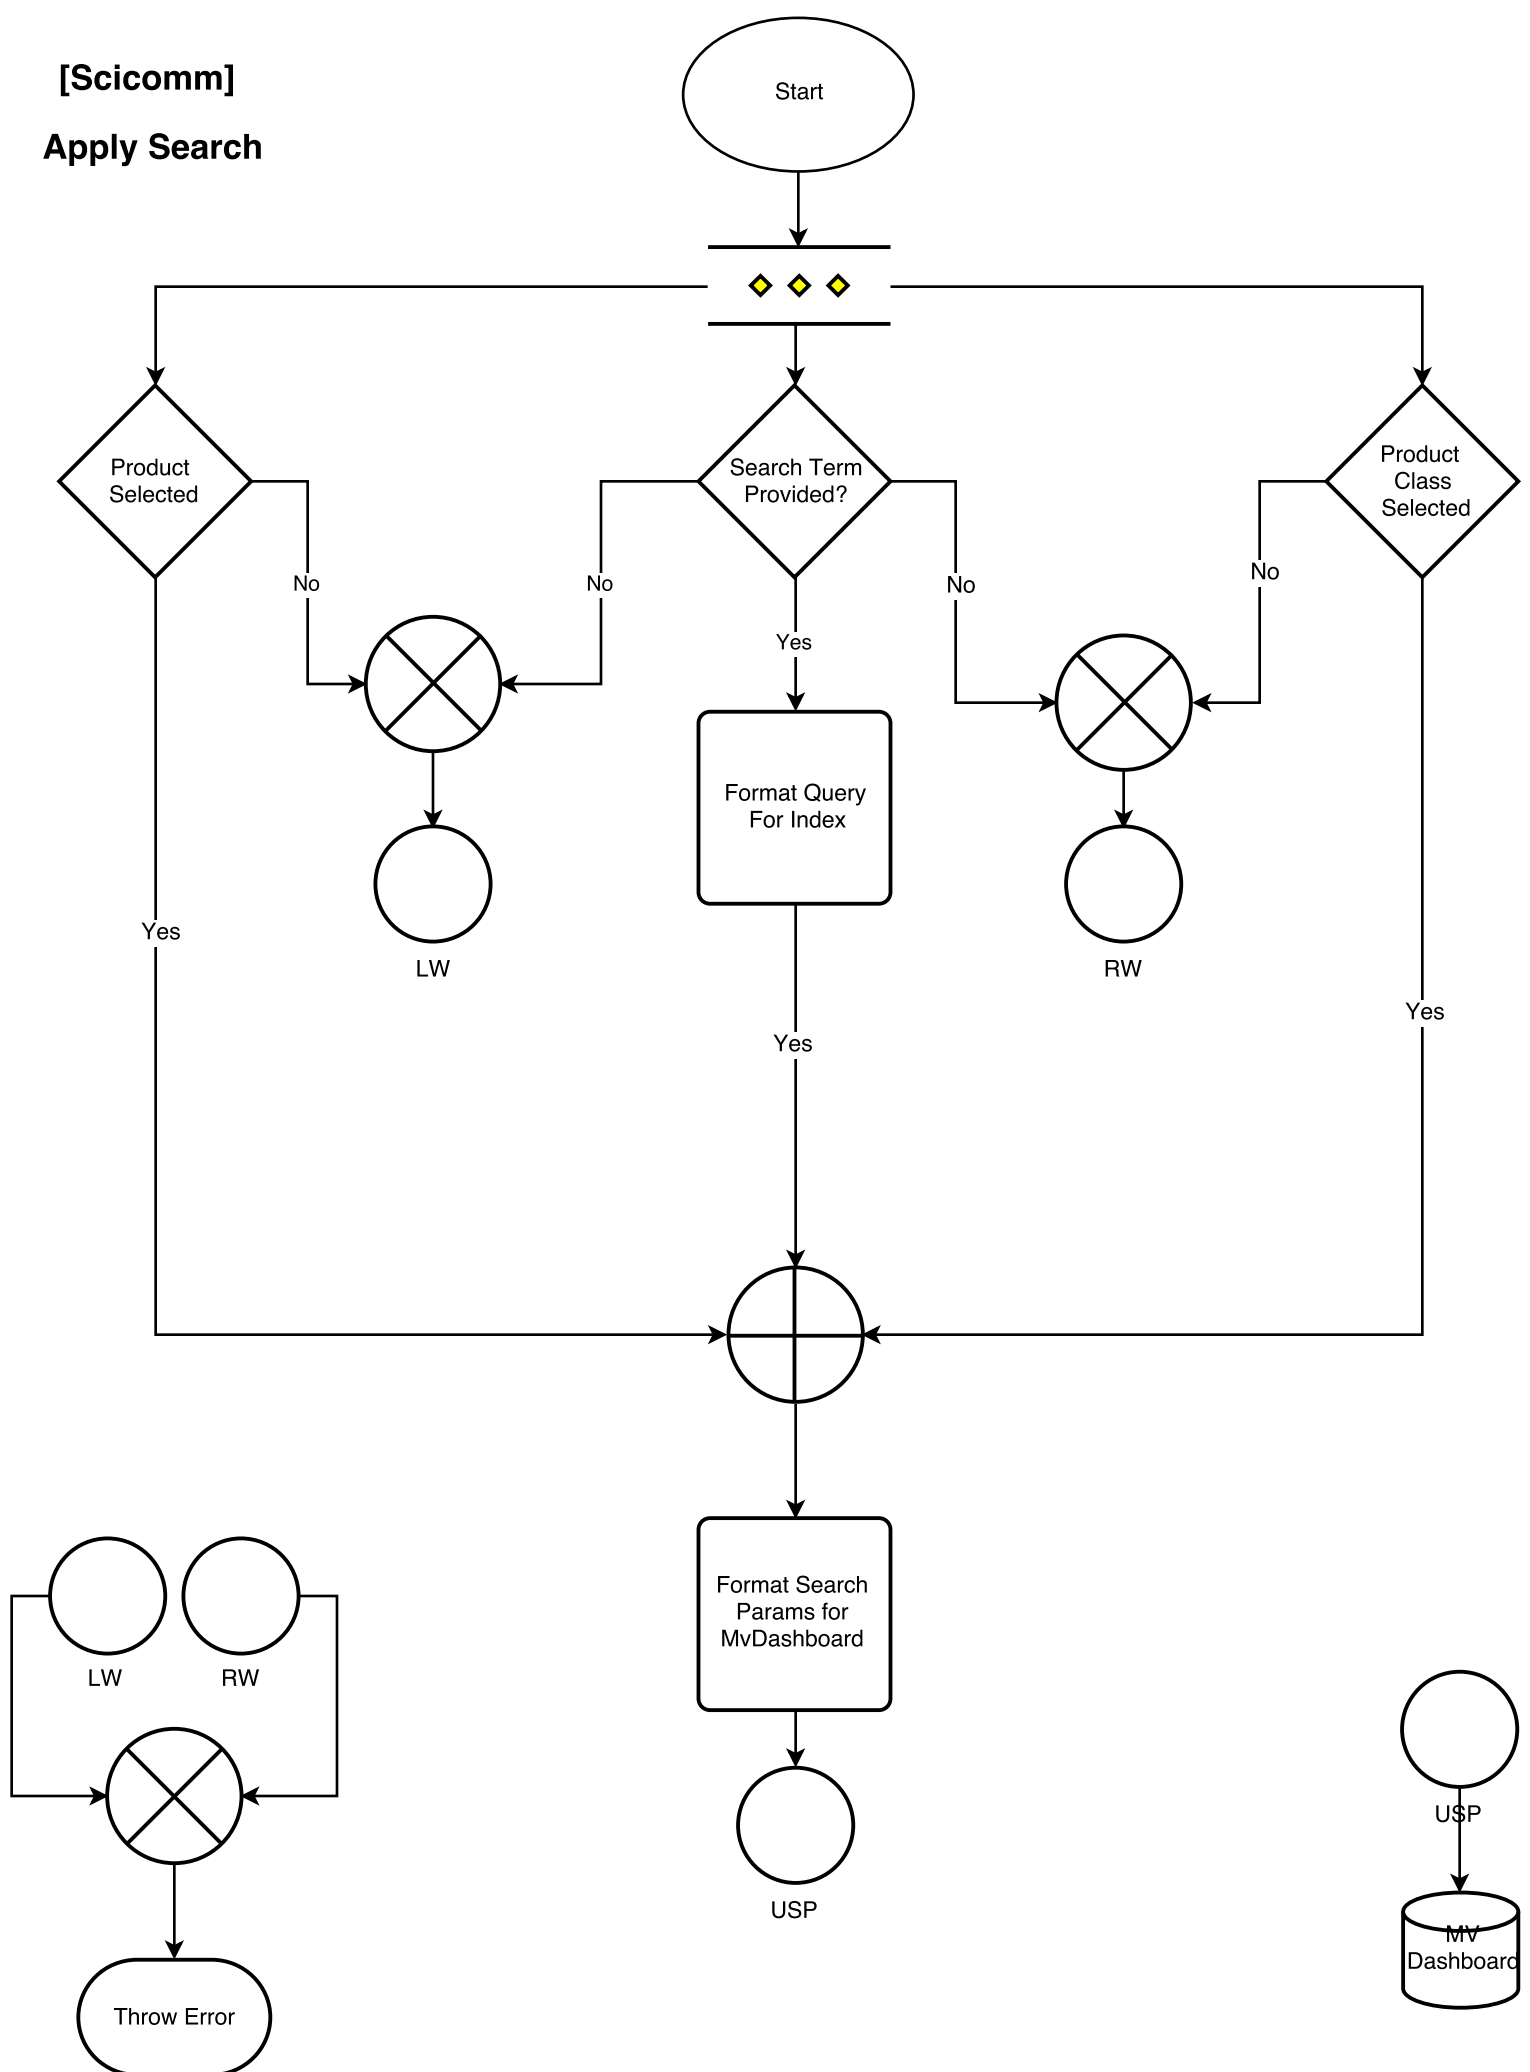 [Scicomm]
Apply Search
Start
Product
Selected
Search Term
Provided?
Product
Class
Selected
No
No
No
No
Yes
Format Query
For Index
Yes
LW
RW
Yes
Yes
Format Search
Params for
MvDashboard
LW
RW
USP
USP
MV
Dashboard
Throw Error